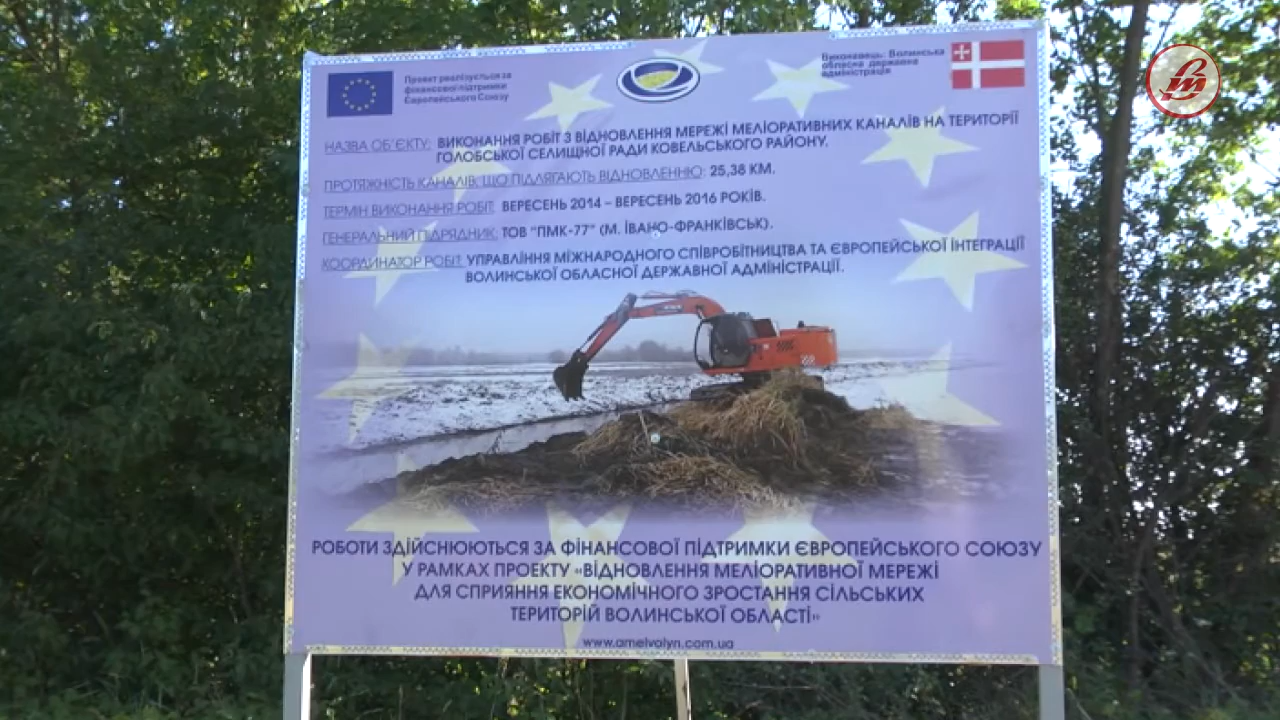 Проект реалізується за
фінансової підтримки
Європейського Союзу
Виконавець: Волинська
обласна державна
адміністрація
НАЗВА ОБ'ЄКТУ: ВИКОНАННЯ РОБІТ З ВІДНОВЛЕННЯ МЕРЕЖІ МЕЛІОРАТИВНИХ КАНАЛІВ НА ТЕРИТОРІЇ
ГОЛОБСЬКОЇ СЕЛИЩНОЇ РАДИ КОВЕЛЬСЬКОГО РАЙОНУ.
ПРОТЯЖНІСТЬ КАНАЛІВ, ЩО ПІДЛЯГАЮТЬ ВІДНОВЛЕННЮ: 25,38 КМ.
ТЕРМІН ВИКОНАННЯ РОБІТ: ВЕРЕСЕНЬ 2014 – ВЕРЕСЕНЬ 2016 РОКІВ.
ГЕНЕРАЛЬНИЙ ПІДРЯДНИК: ТОВ "ПМК-77" (М. ІВАНО-ФРАНКІВСЬК).
КООРДИНАТОР РОБІТ: УПРАВЛІННЯ МІЖНАРОДНОГО СПІВРОБІТНИЦТВА ТА ЄВРОПЕЙСЬКОЇ ІНТЕГРАЦІЇ
ВОЛИНСЬКОЇ ОБЛАСНОЇ ДЕРЖАВНОЇ АДМІНІСТРАЦІЇ.
РОБОТИ ЗДІЙСНЮЮТЬСЯ ЗА ФІНАНСОВОЇ ПІДТРИМКИ ЄВРОПЕЙСЬКОГО СОЮЗУ
У РАМКАХ ПРОЕКТУ «ВІДНОВЛЕННЯ МЕЛІОРАТИВНОЇ МЕРЕЖІ
ДЛЯ СПРИЯННЯ ЕКОНОМІЧНОГО ЗРОСТАННЯ СІЛЬСЬКИХ
ТЕРИТОРІЙ ВОЛИНСЬКОЇ ОБЛАСТІ»
www.amelvolyn.com.ua